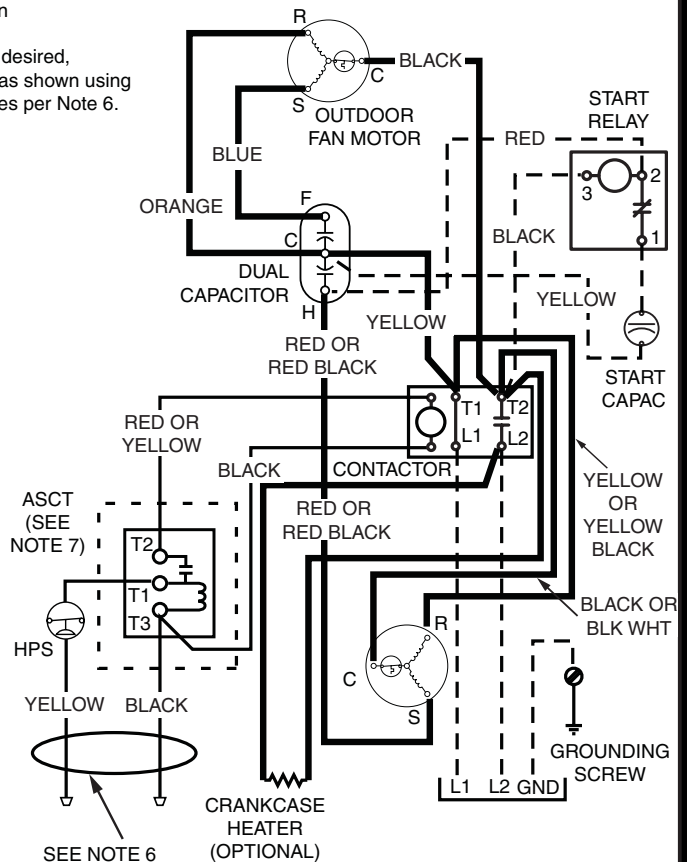 n
desired,
as shown using
es per Note 6.
R
C
S
BLACK
OUTDOOR
FAN MOTOR
START
RELAY
RED
BLUE
3
2
1
F
ORANGE
C
BLACK
DUAL
CAPACITOR
H
YELLOW
YELLOW
RED OR
RED BLACK
START
CAPAC
T1
T2
L1
L2
RED OR
YELLOW
BLACK
CONTACTOR
YELLOW
OR
YELLOW
BLACK
ASCT
(SEE
NOTE 7)
RED OR
RED BLACK
T2
T1
T3
BLACK OR
BLK WHT
HPS
R
C
S
YELLOW
BLACK
GROUNDING
SCREW
L1
L2
GND
CRANKCASE
HEATER
(OPTIONAL)
SEE NOTE 6